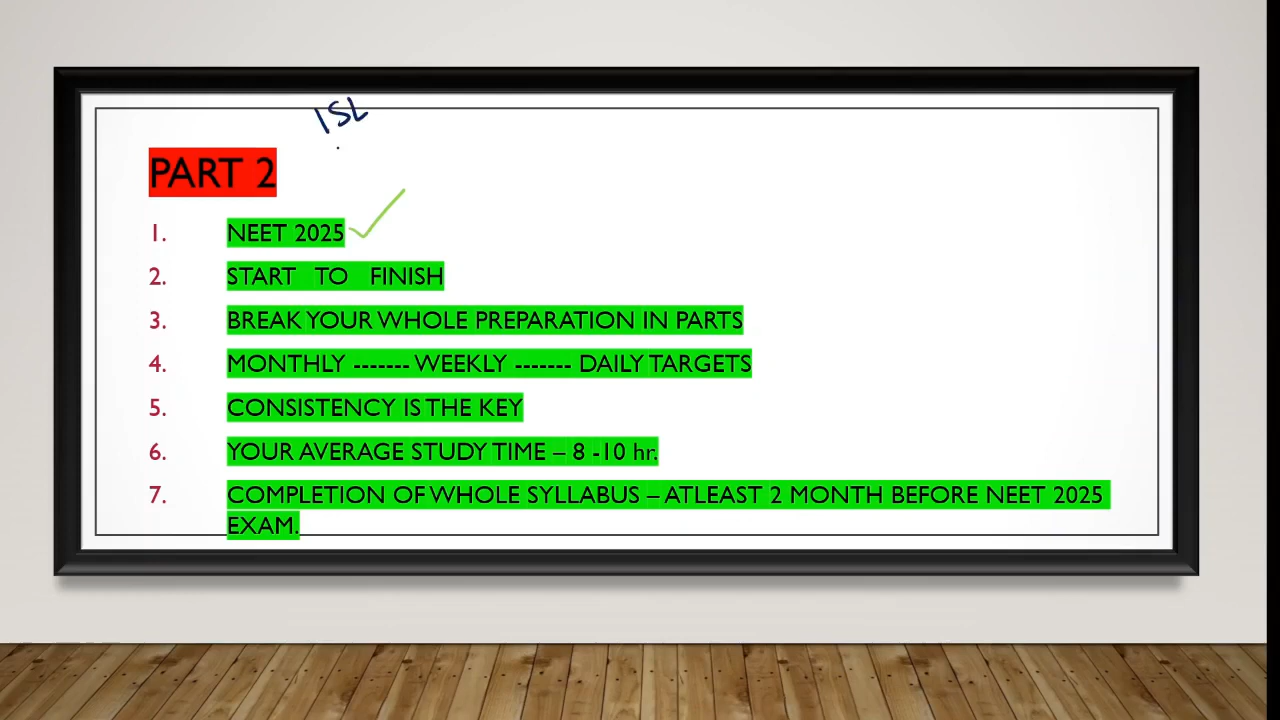 ISL
PART 2
1. NEET 2025
2. START TO FINISH
3. BREAK YOUR WHOLE PREPARATION IN PARTS
4. MONTHLY ------- WEEKLY ------- DAILY TARGETS
5. CONSISTENCY IS THE KEY
6. YOUR AVERAGE STUDY TIME – 8 -10 hr.
7. COMPLETION OF WHOLE SYLLABUS – ATLEAST 2 MONTH BEFORE NEET 2025
EXAM.